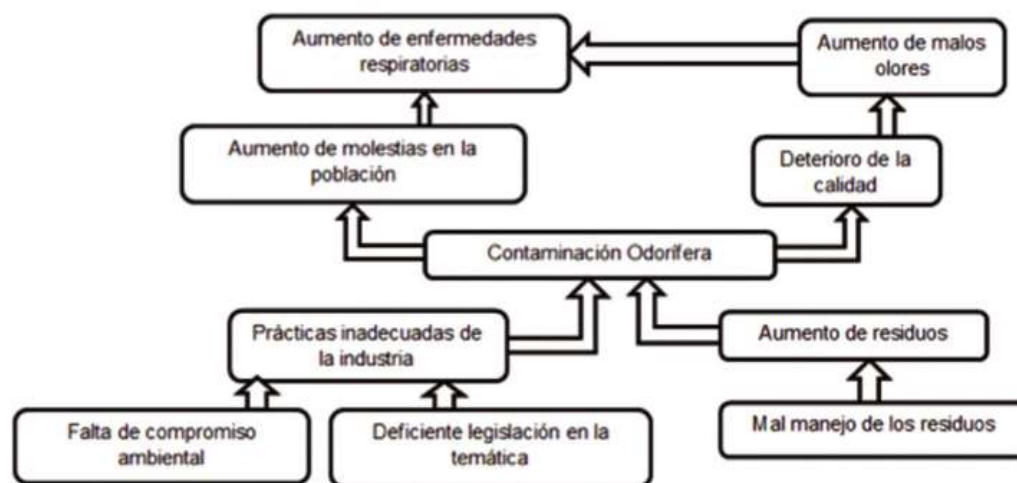 Aumento de enfermedades
respiratorias
Aumento de malos
olores
Aumento de molestias en la
población
Deterioro de la
calidad
Contaminación Odorífera
Prácticas inadecuadas de
la industria
Aumento de residuos
Falta de compromiso
ambiental
Deficiente legislación en la
temática
Mal manejo de los residuos